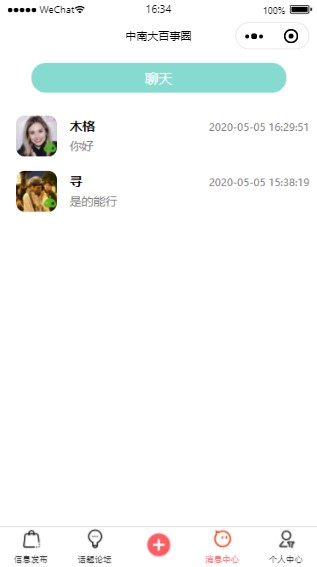 WeChat 16:34 100%
中南大百事圈
聊天
木格 2020-05-05 16:29:51
你好
寻 2020-05-05 15:38:19
是的能行
信息发布 话题论坛 消息中心 个人中心